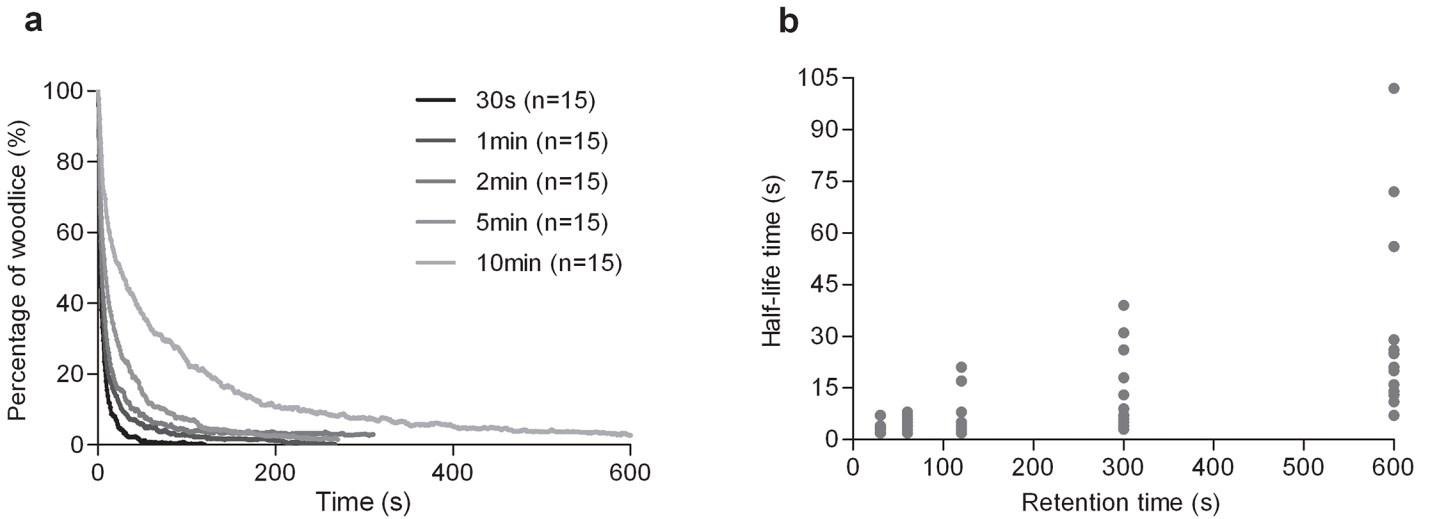 a
100
80
60
40
20
0
Percentage of woodlice (%)
0 200 400 600
Time (s)
30s (n=15)
1min (n=15)
2min (n=15)
5min (n=15)
10min (n=15)
b
105
90
75
60
45
30
15
0
Half-life time (s)
0 100 200 300 400 500 600
Retention time (s)